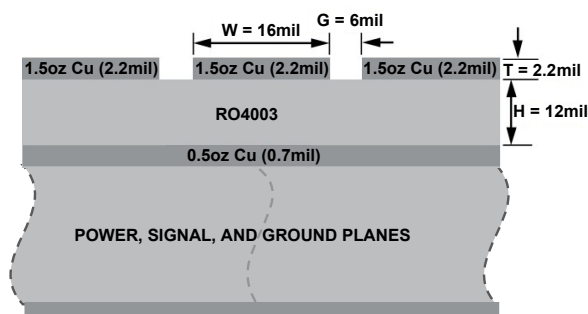 G = 6mil
W = 16mil
1.5oz Cu (2.2mil) 1.5oz Cu (2.2mil) 1.5oz Cu (2.2mil)
T = 2.2mil
RO4003
H = 12mil
0.5oz Cu (0.7mil)
POWER, SIGNAL, AND GROUND PLANES